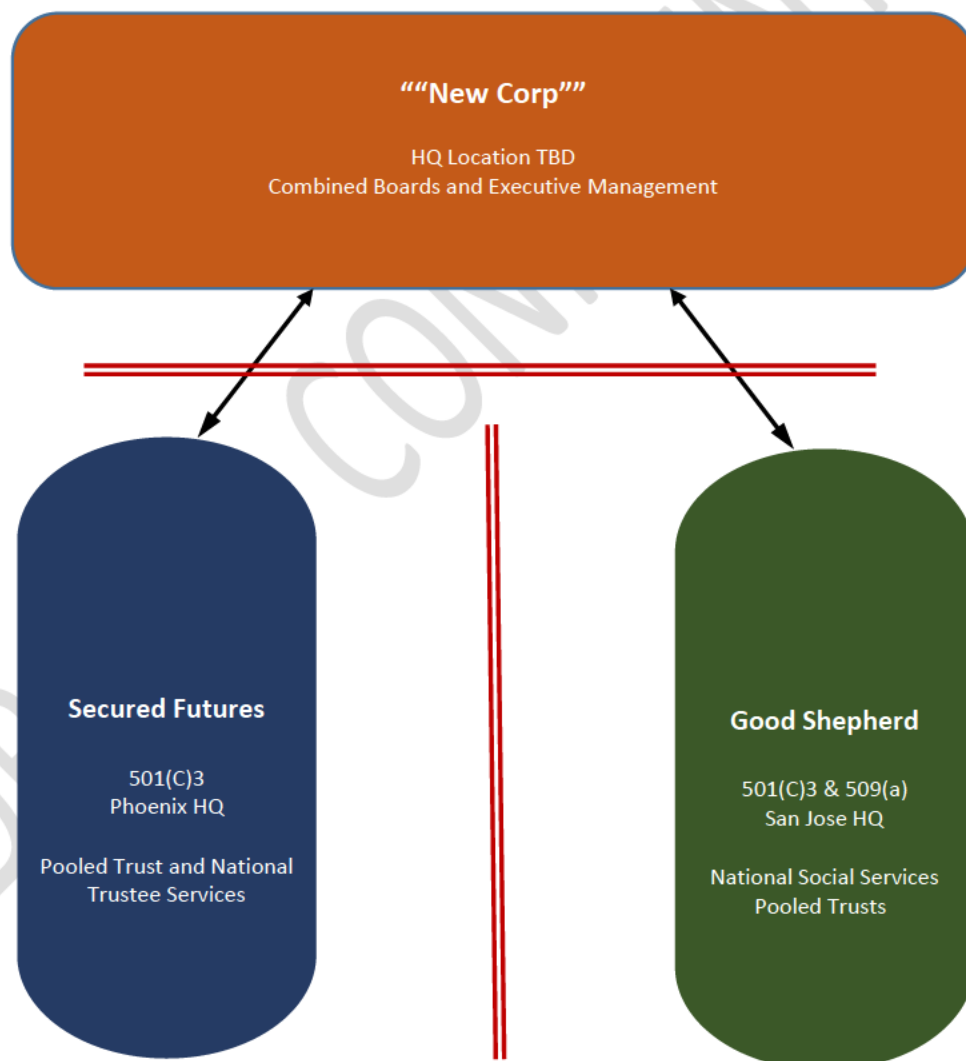 ““New Corp””
HQ Location TBD
Combined Boards and Executive Management
Secured Futures
501(C)3
Phoenix HQ
Pooled Trust and National
Trustee Services
Good Shepherd
501(C)3 & 509(a)
San Jose HQ
National Social Services
Pooled Trusts